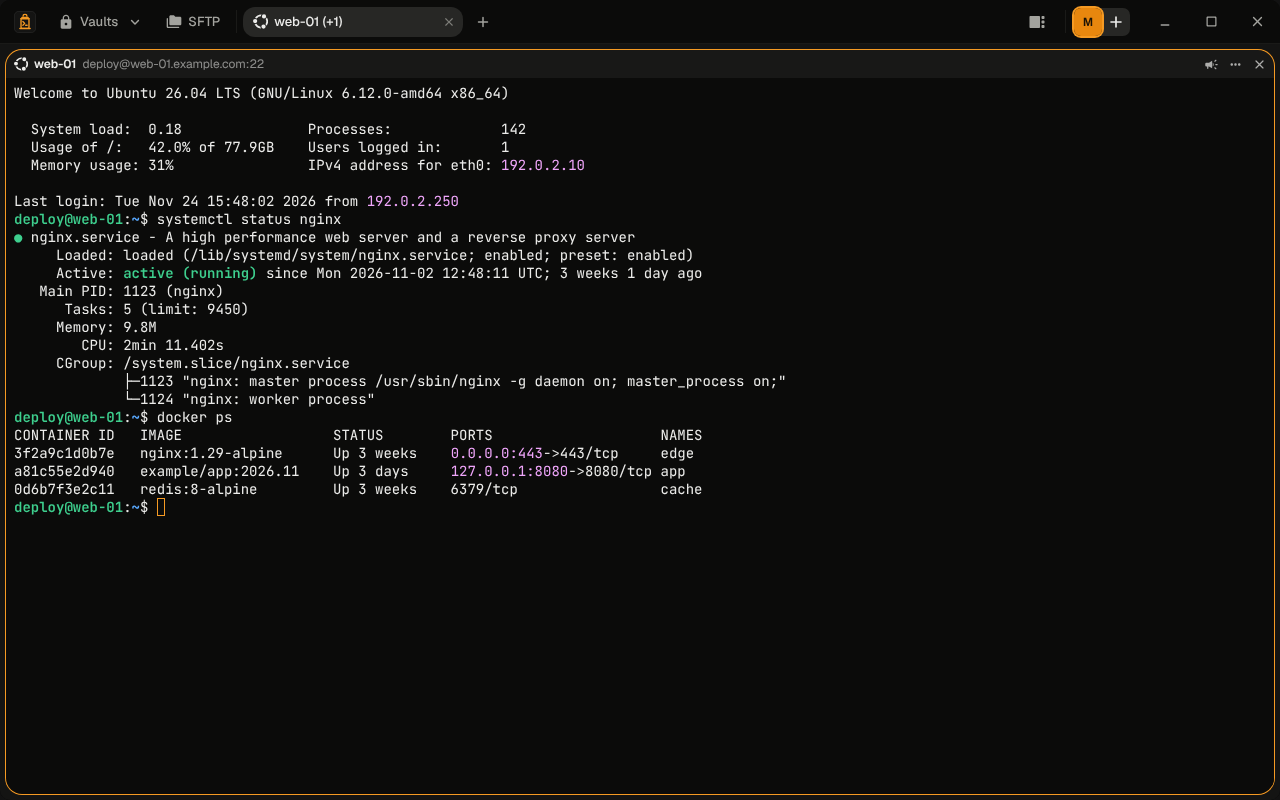 Vaults
SFTP
web-01 (+1)
M
web-01 deploy@web-01.example.com:22
Welcome to Ubuntu 26.04 LTS (GNU/Linux 6.12.0-amd64 x86_64)
System load: 0.18 Processes: 142
Usage of /: 42.0% of 77.9GB Users logged in: 1
Memory usage: 31% IPv4 address for eth0: 192.0.2.10
Last login: Tue Nov 24 15:48:02 2026 from 192.0.2.250
deploy@web-01:~$ systemctl status nginx
● nginx.service - A high performance web server and a reverse proxy server
Loaded: loaded (/lib/systemd/system/nginx.service; enabled; preset: enabled)
Active: active (running) since Mon 2026-11-02 12:48:11 UTC; 3 weeks 1 day ago
Main PID: 1123 (nginx)
Tasks: 5 (limit: 9450)
Memory: 9.8M
CPU: 2min 11.402s
CGroup: /system.slice/nginx.service
├─1123 "nginx: master process /usr/sbin/nginx -g daemon on; master_process on;"
└─1124 "nginx: worker process"
deploy@web-01:~$ docker ps
CONTAINER ID IMAGE STATUS PORTS NAMES
3f2a9c1d0b7e nginx:1.29-alpine Up 3 weeks 0.0.0.0:443->443/tcp edge
a81c55e2d940 example/app:2026.11 Up 3 days 127.0.0.1:8080->8080/tcp app
0d6b7f3e2c11 redis:8-alpine Up 3 weeks 6379/tcp cache
deploy@web-01:~$